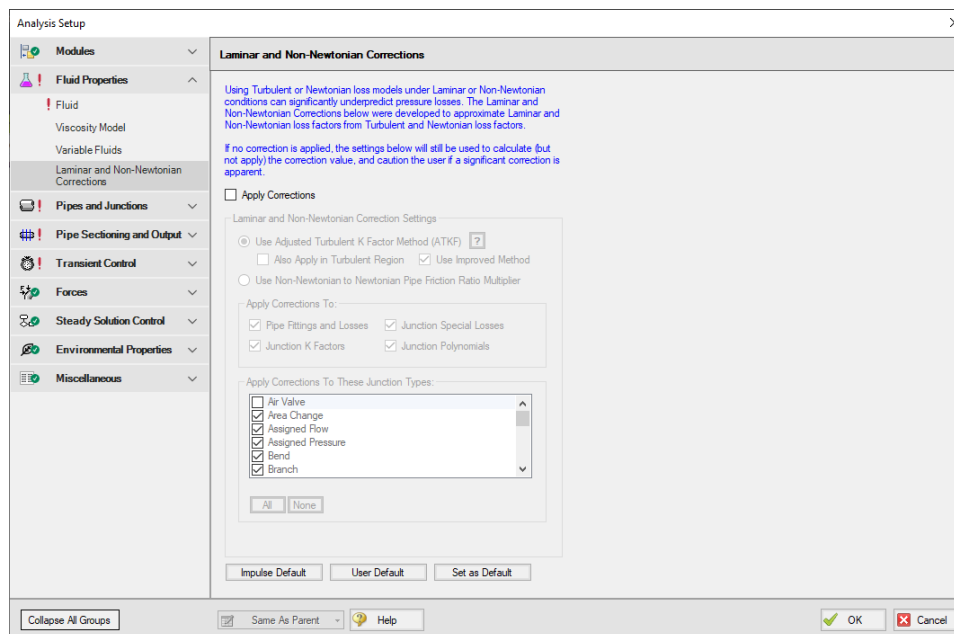 Analysis Setup
Modules
Fluid Properties
Fluid
Viscosity Model
Variable Fluids
Laminar and Non-Newtonian
Corrections
Pipes and Junctions
Pipe Sectioning and Output
Transient Control
Forces
Steady Solution Control
Environmental Properties
Miscellaneous
Laminar and Non-Newtonian Corrections
Using Turbulent or Newtonian loss models under Laminar or Non-Newtonian
conditions can significantly underpredict pressure losses. The Laminar and
Non-Newtonian Corrections below were developed to approximate Laminar and
Non-Newtonian loss factors from Turbulent and Newtonian loss factors.
If no correction is applied, the settings below will still be used to calculate (but
not apply) the correction value, and caution the user if a significant correction is
apparent.
Apply Corrections
Laminar and Non-Newtonian Correction Settings
Use Adjusted Turbulent K Factor Method (ATKF) ?
Also Apply in Turbulent Region Use Improved Method
Use Non-Newtonian to Newtonian Pipe Friction Ratio Multiplier
Apply Corrections To:
Pipe Fittings and Losses Junction Special Losses
Junction K Factors Junction Polynomials
Apply Corrections To These Junction Types:
Air Valve
Area Change
Assigned Flow
Assigned Pressure
Bend
Branch
All None
Impulse Default User Default Set as Default
Collapse All Groups Same As Parent Help OK Cancel